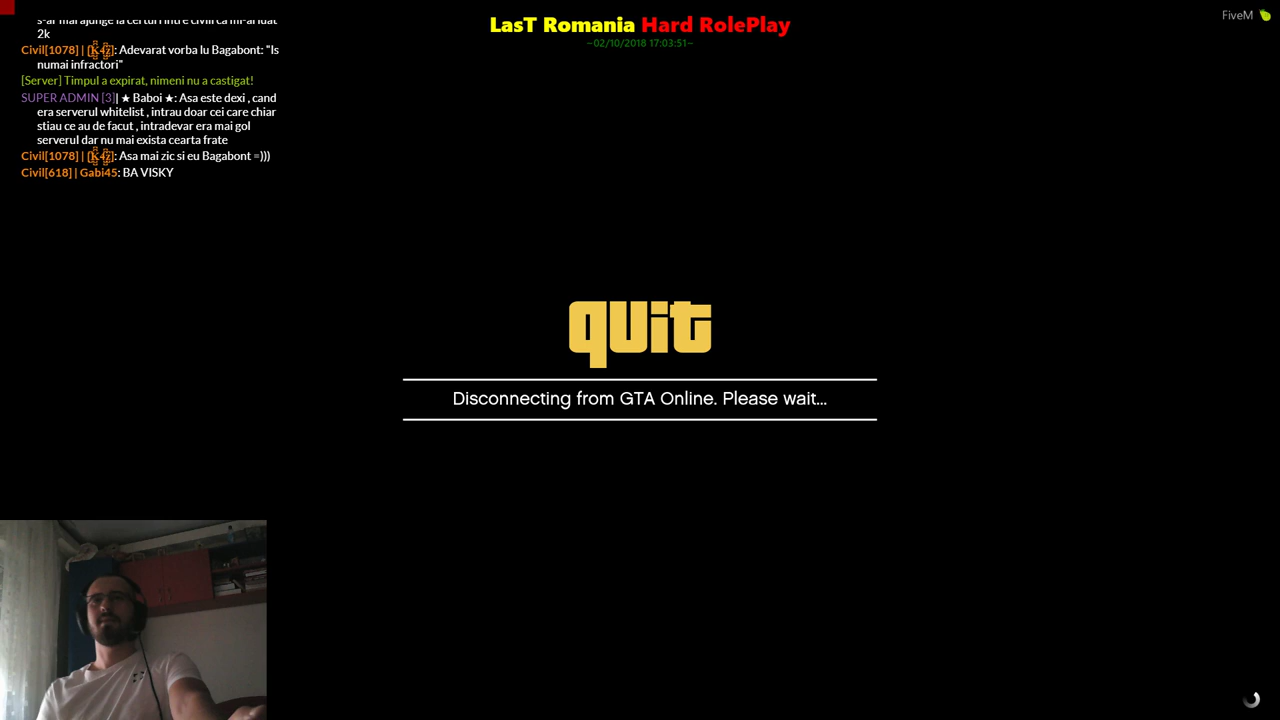 LasT Romania Hard RolePlay
~02/10/2018 17:03:51~
FiveM
s-ar mai ajunge la certuri intre civili ca mi-ar luat
2k
Civil[1078] | [K4z]: Adevarat vorba lu Bagabont: "Is
numai infractori"
[Server] Timpul a expirat, nimeni nu a castigat!
SUPER ADMIN [3]| ★ Baboi ★: Asa este dexi , cand
era serverul whitelist , intrau doar cei care chiar
stiau ce au de facut , intradevar era mai gol
serverul dar nu mai exista cearta frate
Civil[1078] | [K4z]: Asa mai zic si eu Bagabont =)))
Civil[618] | Gabi45: BA VISKY
quit
Disconnecting from GTA Online. Please wait...